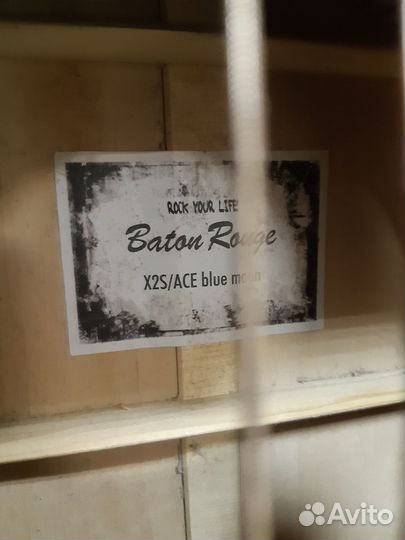 ROCK YOUR LIFE
Baton Rouge
X2S/ACE blue moon
Avito